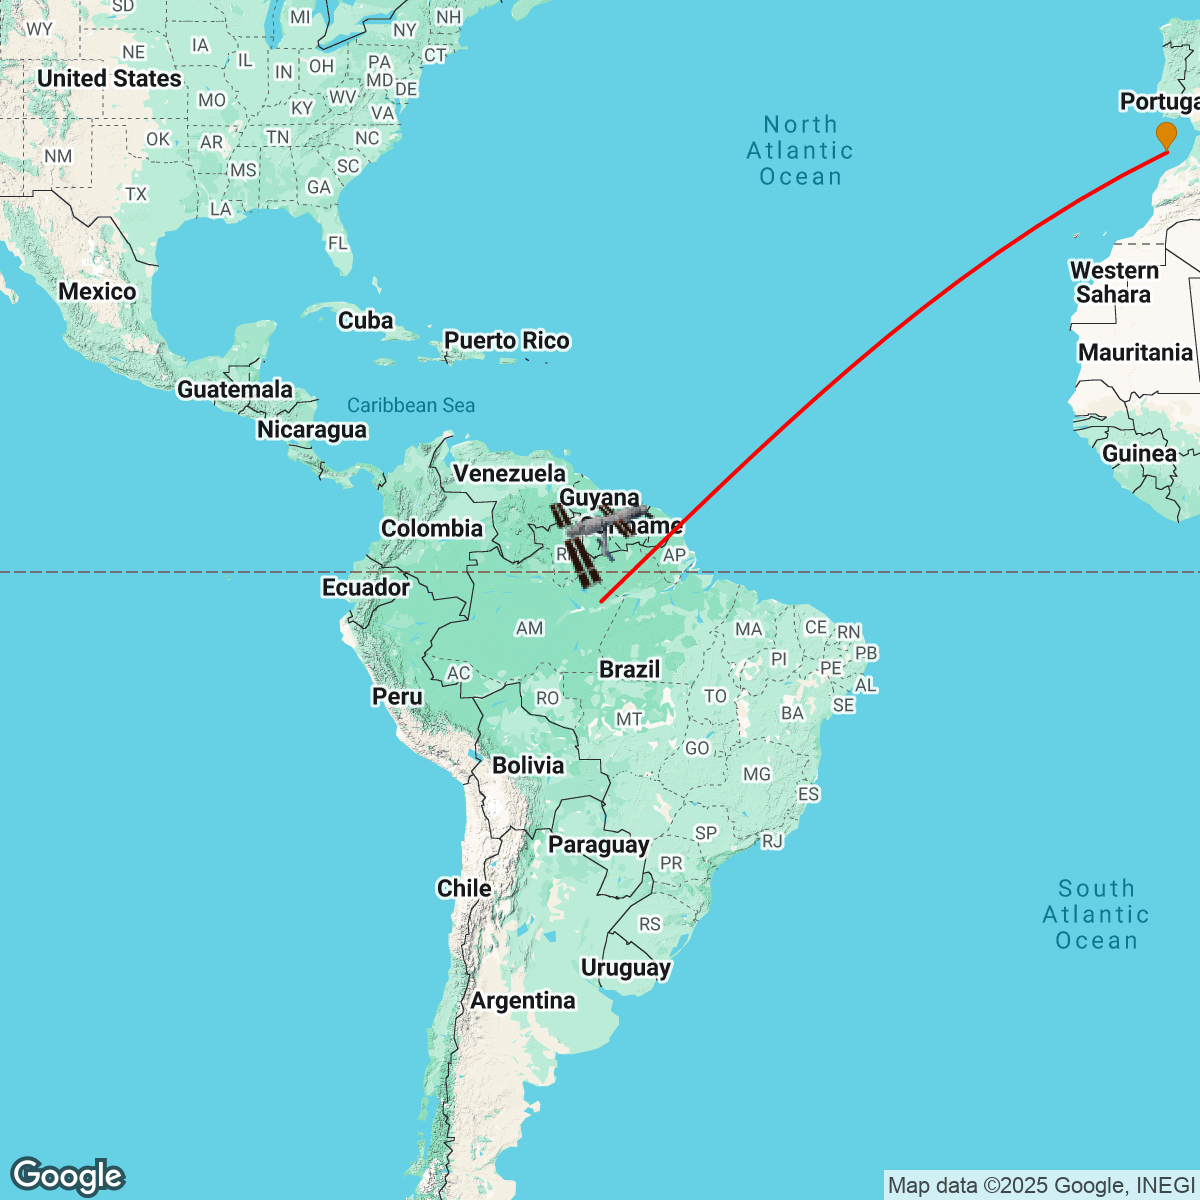 SD
MI
NH
WY
NY
IA
CT
NE
IL
PA
OH
IN
United States
MD
DE
WV
MO
Portuga
KY
VA
NC
TN
OK
AR
North
Atlantic
Ocean
NM
SC
MS
GA
TX
LA
FL
Western
Sahara
Mexico
Cuba
Puerto Rico
Mauritania
Guatemala
Caribbean Sea
Nicaragua
Guinea
Venezuela
Guyana
Colombia
AP
Ecuador
AM
MA
CE
RN
PB
PI
PE
Brazil
AC
AL
Peru
RO
TO
SE
BA
MT
GO
Bolivia
MG
ES
SP
RJ
Paraguay
PR
Chile
South
Atlantic
Ocean
RS
Uruguay
Argentina
Google
Map data ©2025 Google, INEGI